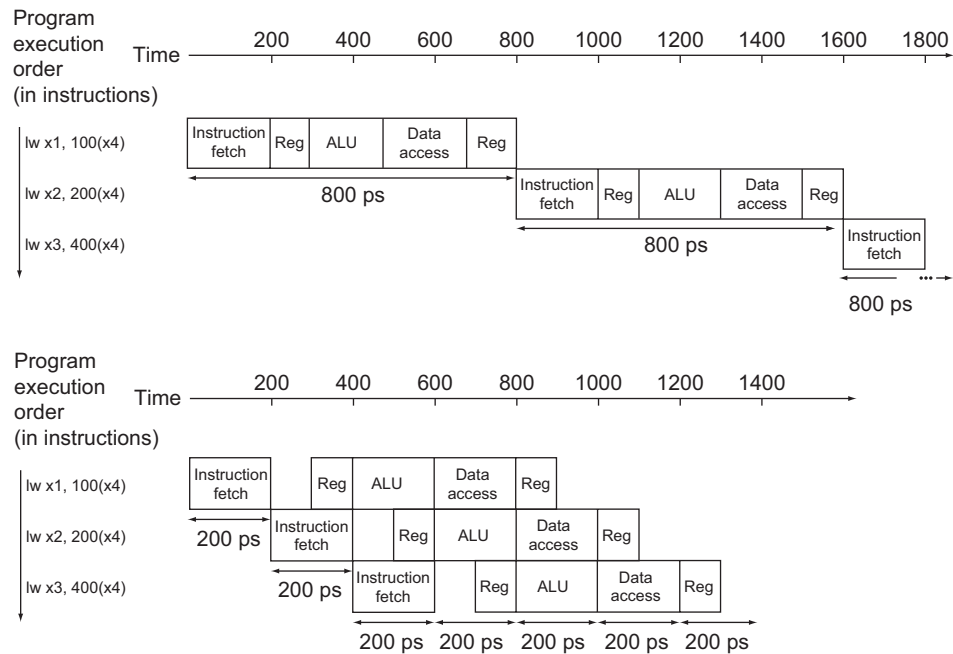 Program
execution
order
(in instructions)
Time
200 400 600 800 1000 1200 1400 1600 1800
lw x1, 100(x4)
Instruction
fetch
Reg
ALU
Data
access
Reg
800 ps
lw x2, 200(x4)
Instruction
fetch
Reg
ALU
Data
access
Reg
800 ps
lw x3, 400(x4)
Instruction
fetch
...
800 ps
Program
execution
order
(in instructions)
Time
200 400 600 800 1000 1200 1400
lw x1, 100(x4)
Instruction
fetch
Reg
ALU
Data
access
Reg
200 ps
lw x2, 200(x4)
Instruction
fetch
Reg
ALU
Data
access
Reg
200 ps
lw x3, 400(x4)
Instruction
fetch
Reg
ALU
Data
access
Reg
200 ps 200 ps 200 ps 200 ps 200 ps